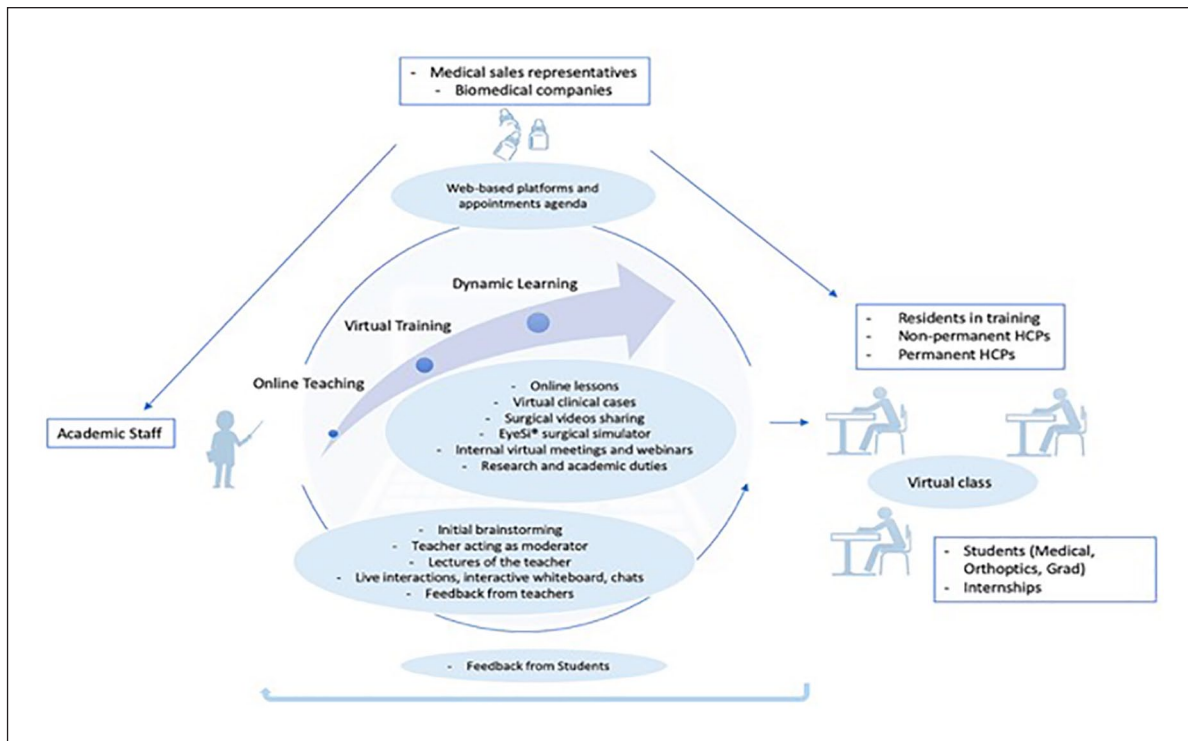 - Medical sales representatives
- Biomedical companies
Web-based platforms and
appointments agenda
Dynamic Learning
Virtual Training
Online Teaching
- Online lessons
- Virtual clinical cases
- Surgical videos sharing
- EyeSi® surgical simulator
- Internal virtual meetings and webinars
- Research and academic duties
Academic Staff
- Residents in training
- Non-permanent HCPs
- Permanent HCPs
Virtual class
- Initial brainstorming
- Teacher acting as moderator
- Lectures of the teacher
- Live interactions, interactive whiteboard, chats
- Feedback from teachers
- Students (Medical,
Orthoptics, Grad)
- Internships
- Feedback from Students